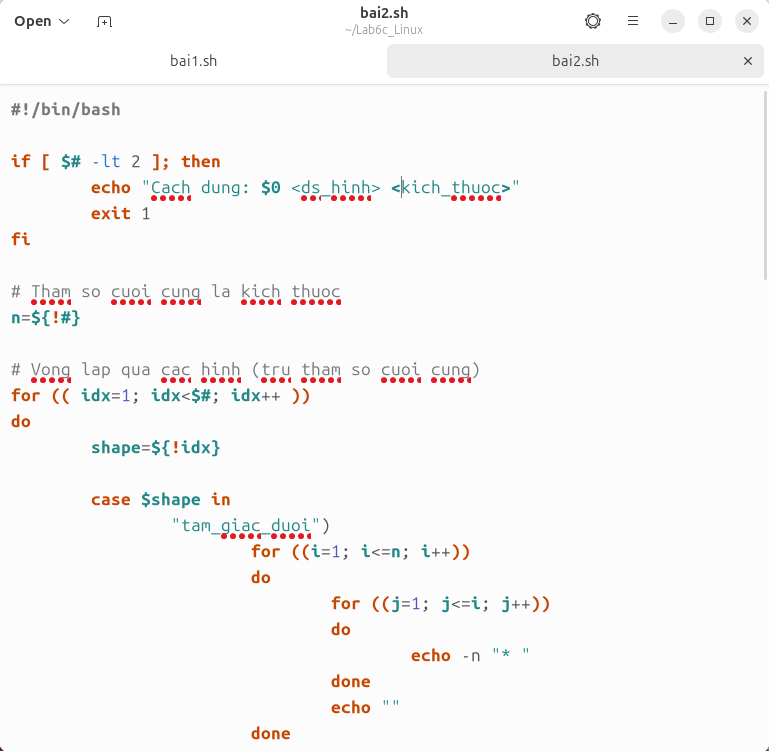 Open
bai2.sh
~/Lab6c_Linux
bai1.sh
bai2.sh
#!/bin/bash
if [ $# -lt 2 ]; then
echo "Cach dung: $0 <ds_hinh> <kich_thuoc>"
exit 1
fi
# Tham so cuoi cung la kich thuoc
n=${!#}
# Vong lap qua cac hinh (tru tham so cuoi cung)
for (( idx=1; idx<$#; idx++ ))
do
shape=${!idx}
case $shape in
"tam_giac_duoi")
for ((i=1; i<=n; i++))
do
for ((j=1; j<=i; j++))
do
echo -n "* "
done
echo ""
done